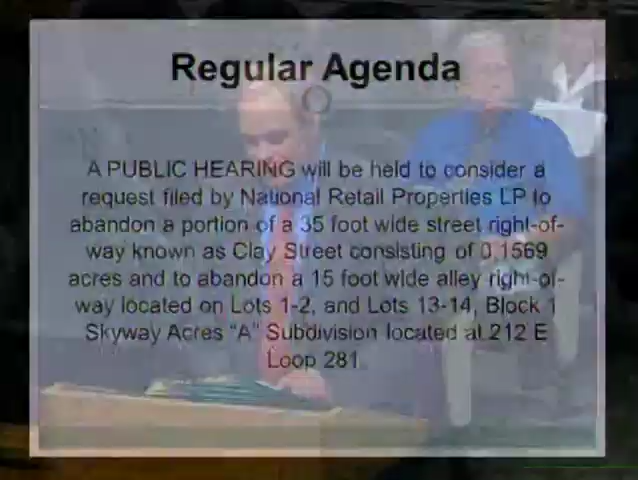 Regular Agenda
A PUBLIC HEARING will be held to consider a
request filed by National Retail Properties LP to
abandon a portion of a 35 foot wide street right-of-
way known as Clay Street consisting of 0.1569
acres and to abandon a 15 foot wide alley right-of-
way located on Lots 1-2, and Lots 13-14, Block 1
Skyway Acres "A" Subdivision located at 212 E
Loop 281.